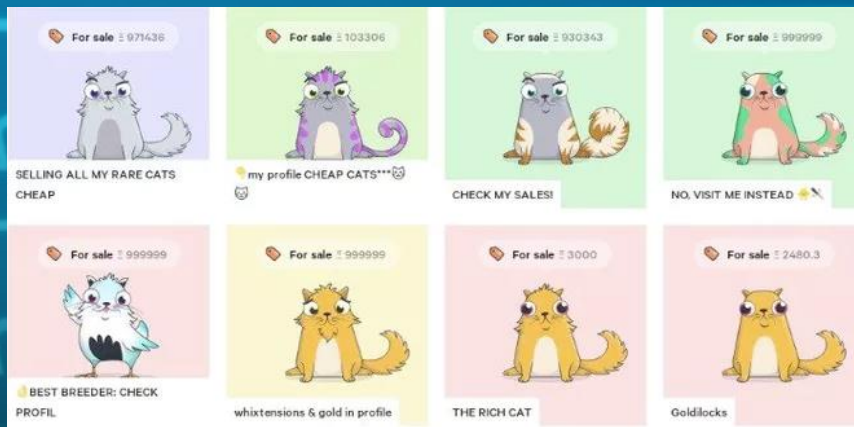 For sale Ξ 971436
For sale Ξ 103306
For sale Ξ 930343
For sale Ξ 999999
SELLING ALL MY RARE CATS
CHEAP
👇my profile CHEAP CATS***🐱
🐱
CHECK MY SALES!
NO, VISIT ME INSTEAD
For sale Ξ 999999
For sale Ξ 999999
For sale Ξ 3000
For sale Ξ 2480.3
👌BEST BREEDER: CHECK
PROFIL
whixtensions & gold in profile
THE RICH CAT
Goldilocks